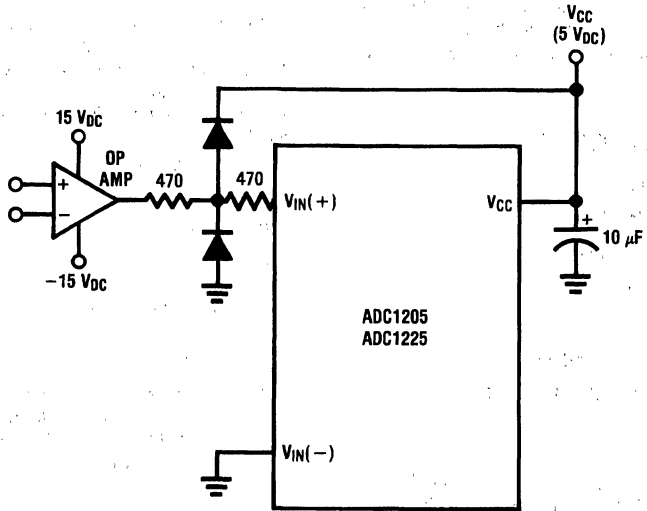 VCC
(5 VDC)
15 VDC
OP
AMP
470
470
+
−
−15 VDC
VIN(+)
VCC
+
10 μF
ADC1205
ADC1225
VIN(−)